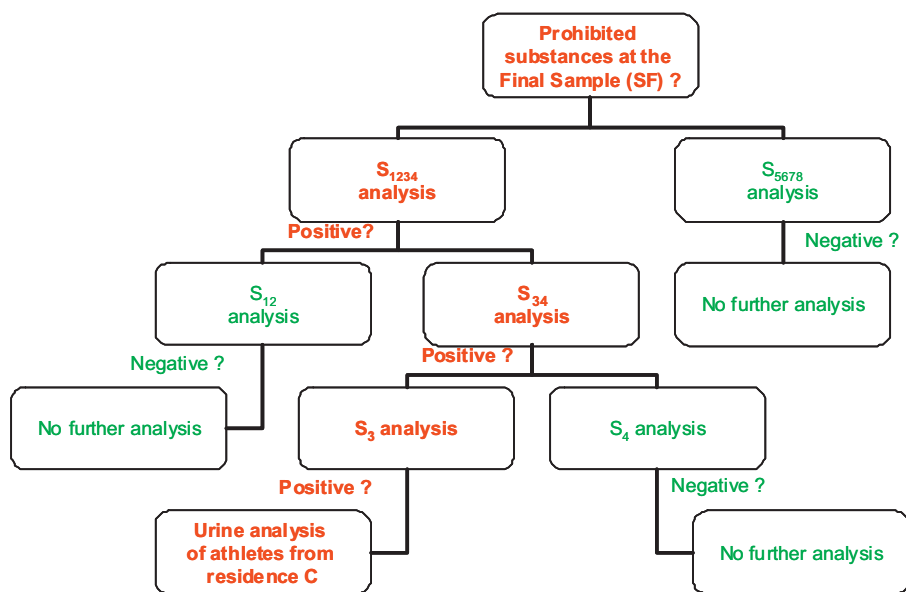 Prohibited
substances at the
Final Sample (SF) ?
S1234
analysis
S5678
analysis
Positive?
Negative ?
S12
analysis
S34
analysis
No further analysis
Negative ?
Positive ?
No further analysis
S3 analysis
S4 analysis
Positive ?
Negative ?
Urine analysis
of athletes from
residence C
No further analysis